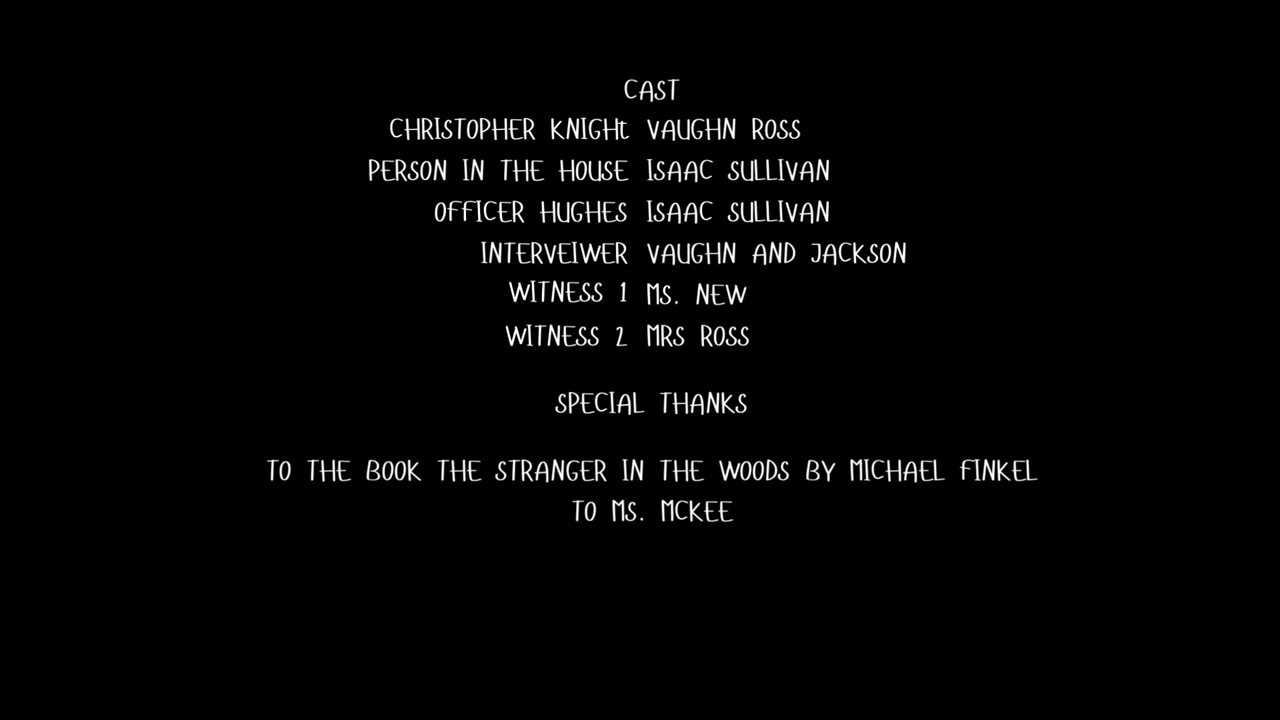 CAST
CHRISTOPHER KNIGHt VAUGHN ROSS
PERSON IN THE HOUSE ISAAC SULLIVAN
OFFICER HUGHES ISAAC SULLIVAN
INTERVEIWER VAUGHN AND JACKSON
WITNESS 1 MS. NEW
WITNESS 2 MRS ROSS
SPECIAL THANKS
TO THE BOOK THE STRANGER IN THE WOODS BY MICHAEL FINKEL
TO MS. MCKEE